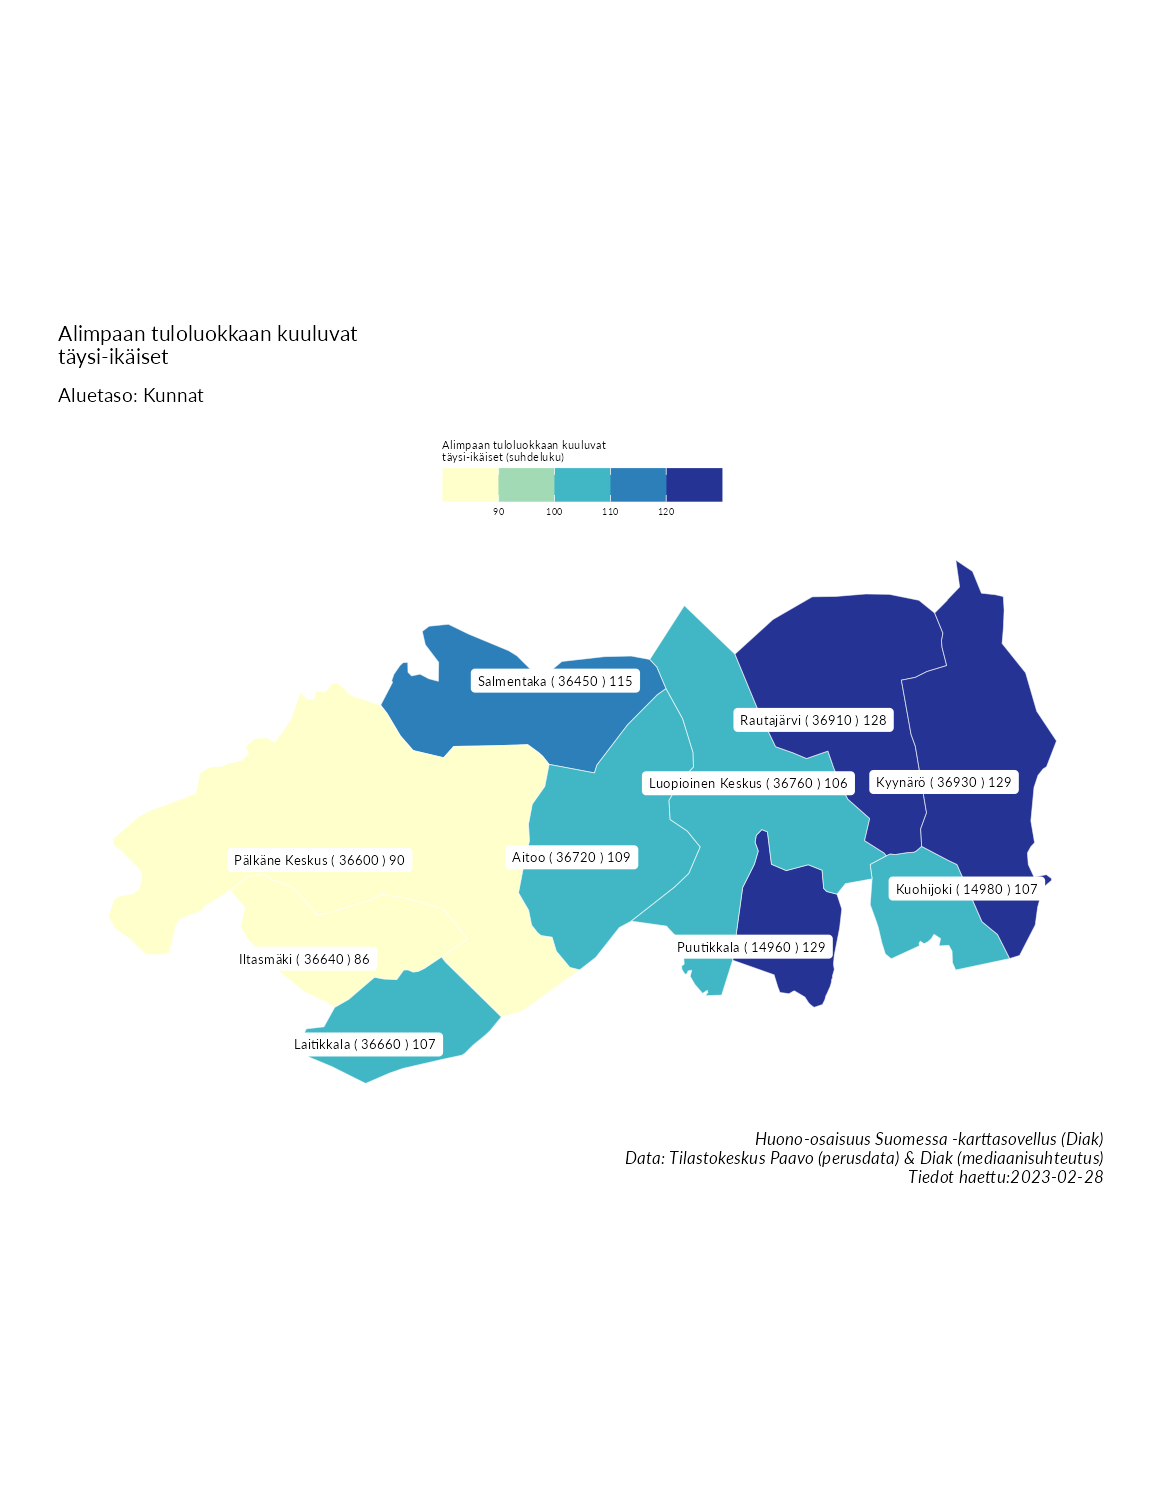 Alimpaan tuloluokkaan kuuluvat
täysi-ikäiset
Aluetaso: Kunnat
Alimpaan tuloluokkaan kuuluvat
täysi-ikäiset (suhdeluku)
90 100 110 120
Salmentaka ( 36450 ) 115
Rautajärvi ( 36910 ) 128
Luopioinen Keskus ( 36760 ) 106
Kyynärö ( 36930 ) 129
Pälkäne Keskus ( 36600 ) 90
Aitoo ( 36720 ) 109
Kuohijoki ( 14980 ) 107
Puutikkala ( 14960 ) 129
Iltasmäki ( 36640 ) 86
Laitikkala ( 36660 ) 107
Huono-osaisuus Suomessa -karttasovellus (Diak)
Data: Tilastokeskus Paavo (perusdata) & Diak (mediaanisuhteutus)
Tiedot haettu:2023-02-28